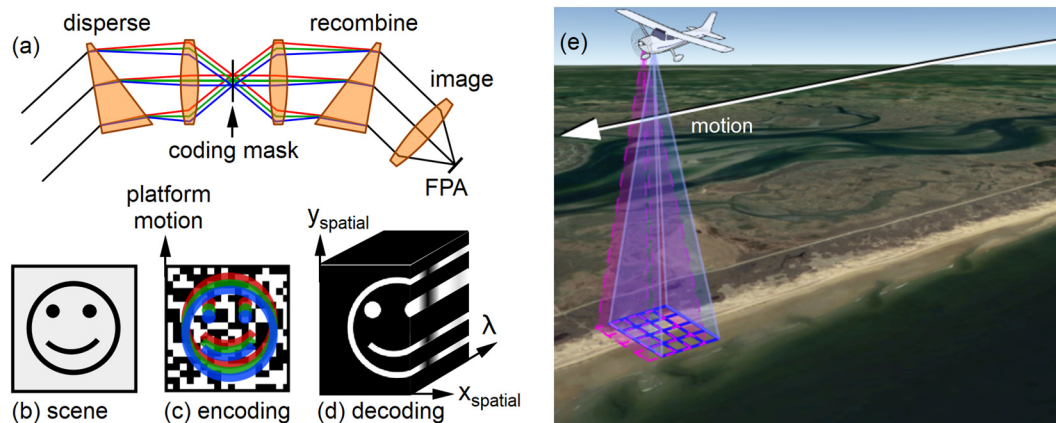 (a)
disperse
recombine
image
coding mask
FPA
platform
motion
y spatial
λ
x spatial
(b) scene
(c) encoding
(d) decoding
(e)
motion